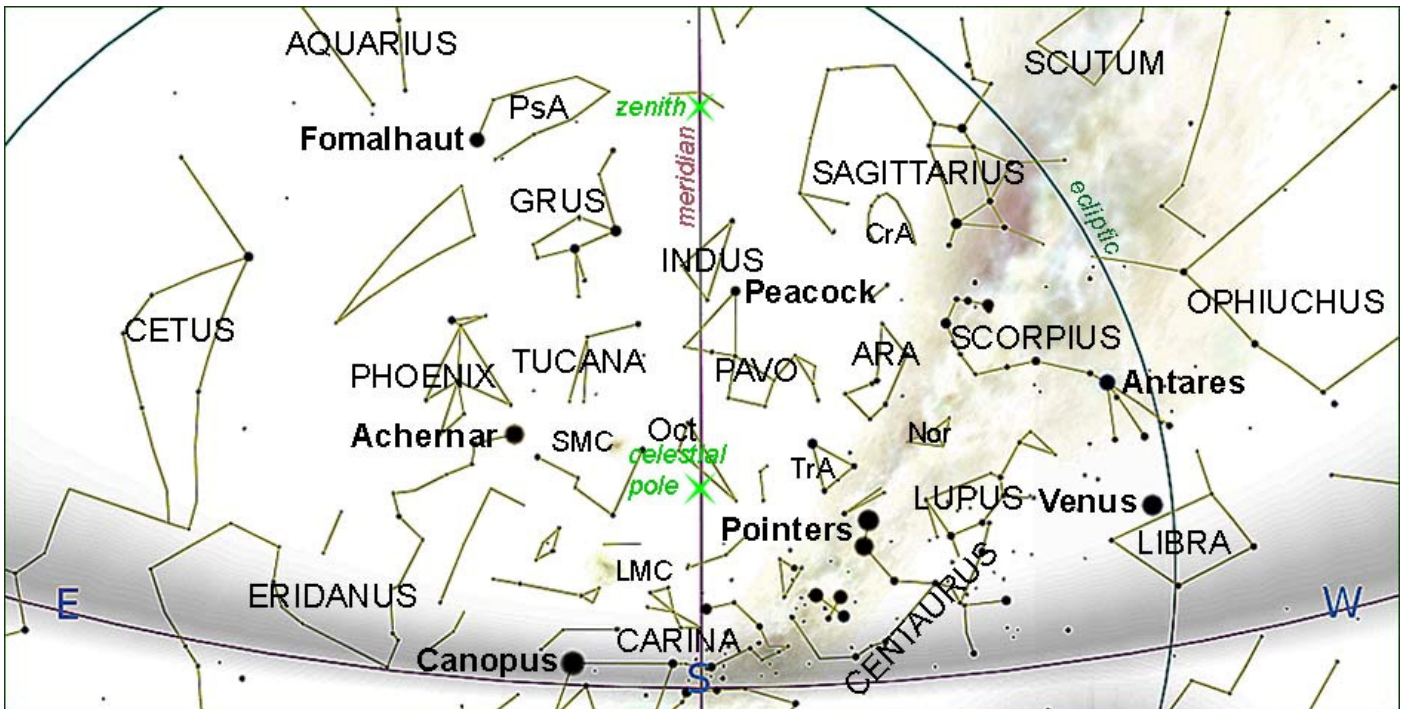 AQUARIUS
SCUTUM
PsA
zenith
Fomalhaut
meridian
SAGITTARIUS
GRUS
ecliptic
CrA
INDUS
Peacock
OPHIUCHUS
CETUS
SCORPIUS
ARA
TUCANA
PHOENIX
PAVO
Antares
Achernar
SMC
Oct
Nor
celestial
pole
TrA
LUPUS
Venus
Pointers
LIBRA
LMC
ERIDANUS
E
W
CENTAURUS
CARINA
Canopus
S